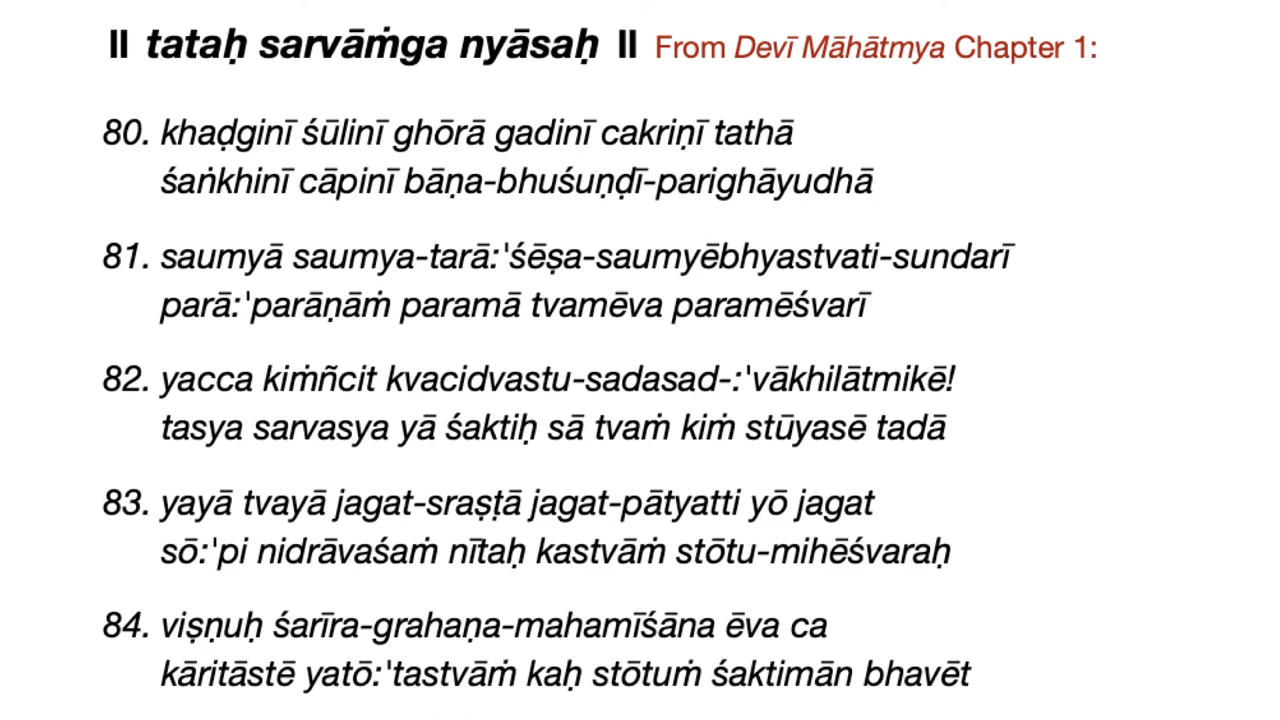 ॥ tataḥ sarvāṁga nyāsaḥ ॥ From Devī Māhātmya Chapter 1:
80. khaḍginī śūlinī ghōrā gadinī cakriṇī tathā
śaṅkhinī cāpinī bāṇa-bhuśuṇḍī-parighāyudhā
81. saumyā saumya-tarā:'śēṣa-saumyēbhyastvati-sundarī
parā:'parāṇāṁ paramā tvamēva paramēśvarī
82. yacca kiṁñcit kvacidvastu-sadasad-:'vākhilātmikē!
tasya sarvasya yā śaktiḥ sā tvaṁ kiṁ stūyasē tadā
83. yayā tvayā jagat-sraṣṭā jagat-pātyatti yō jagat
sō:'pi nidrāvaśaṁ nītaḥ kastvāṁ stōtu-mihēśvaraḥ
84. viṣṇuḥ śarīra-grahaṇa-mahamīśāna ēva ca
kāritāstē yatō:'tastvāṁ kaḥ stōtuṁ śaktimān bhavēt